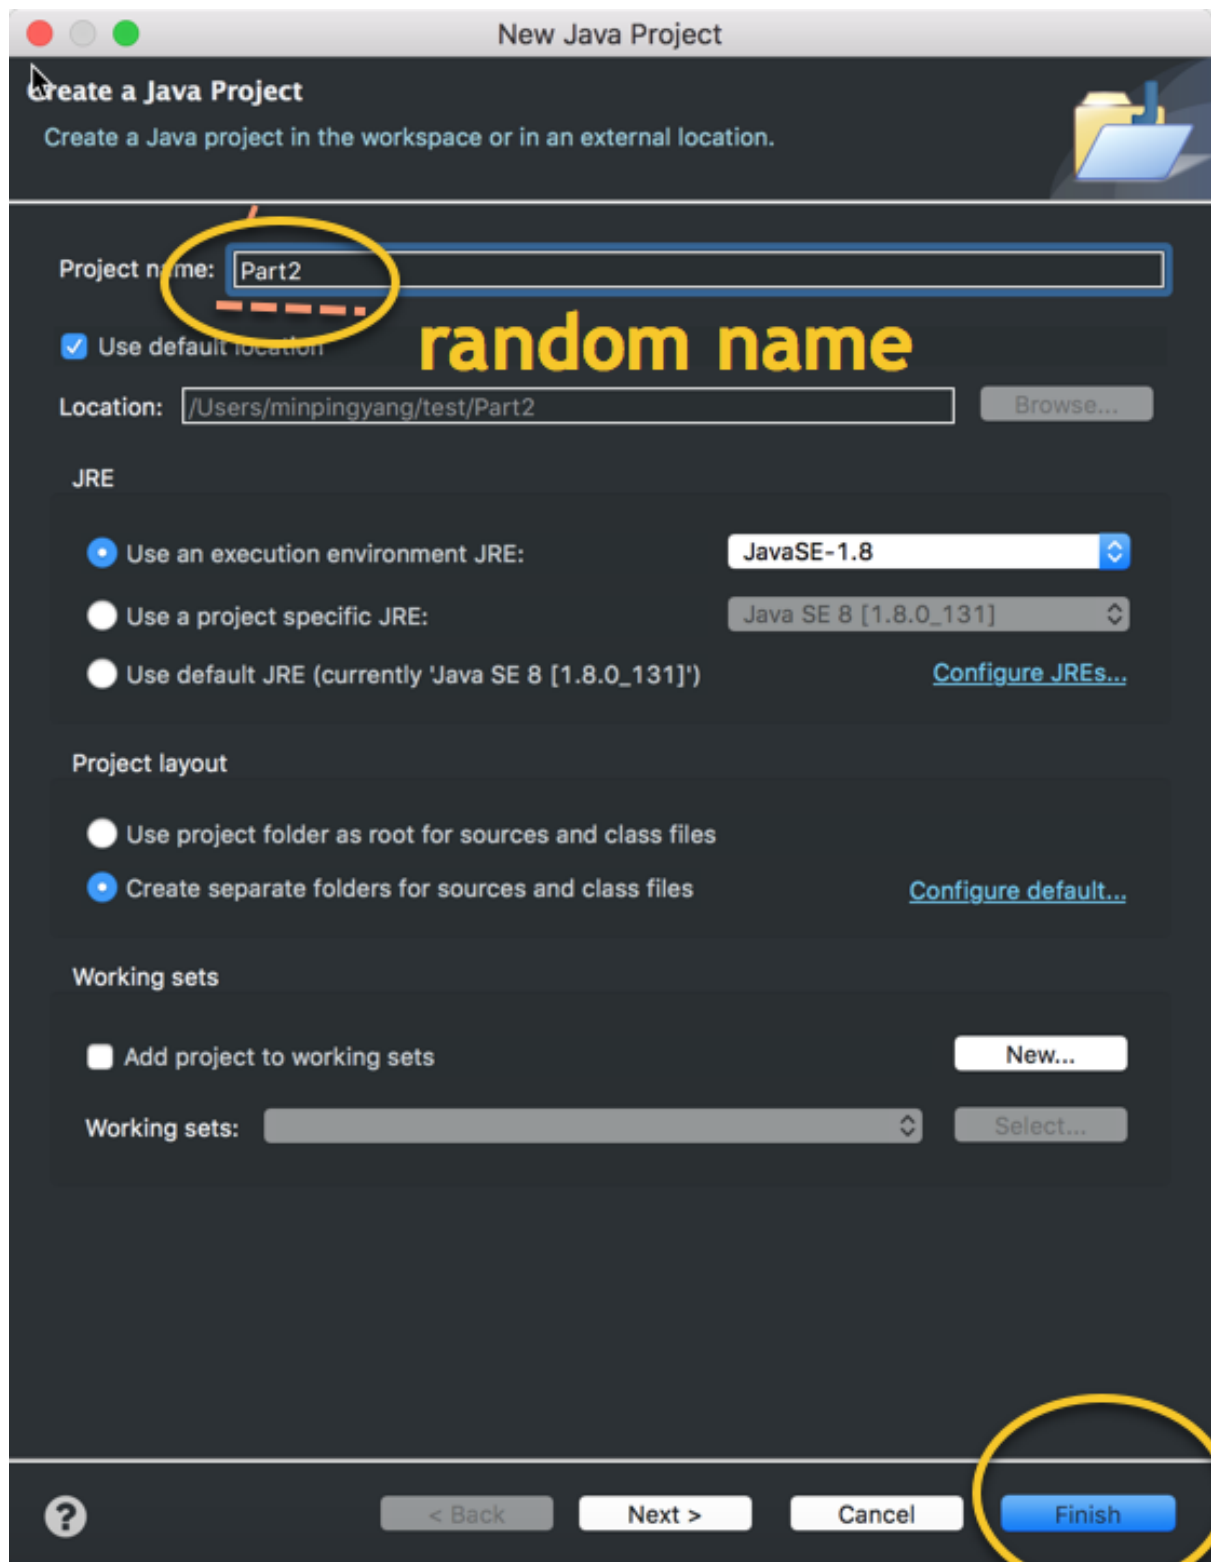 New Java Project
Create a Java Project
Create a Java project in the workspace or in an external location.
Project name: Part2
random name
Use default location
Location: /Users/minpingyang/test/Part2 Browse...
JRE
Use an execution environment JRE: JavaSE-1.8
Use a project specific JRE: Java SE 8 [1.8.0_131]
Use default JRE (currently 'Java SE 8 [1.8.0_131]') Configure JREs...
Project layout
Use project folder as root for sources and class files
Create separate folders for sources and class files Configure default...
Working sets
Add project to working sets New...
Working sets: Select...
? < Back Next > Cancel Finish